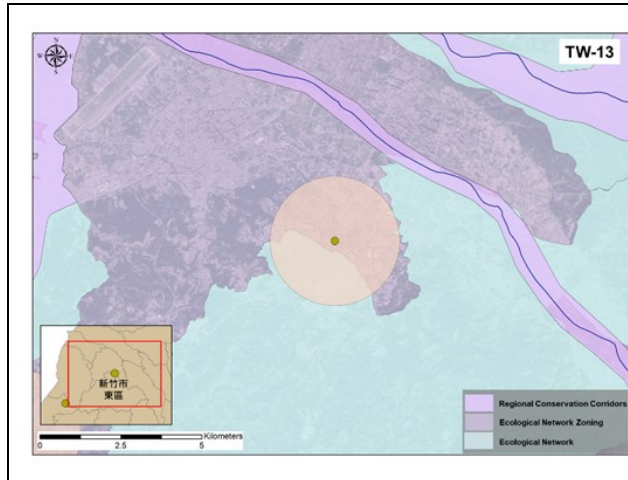 N
W E
S
TW-13
新竹市
東區
Kilometers
0 2.5 5
Regional Conservation Corridors
Ecological Network Zoning
Ecological Network